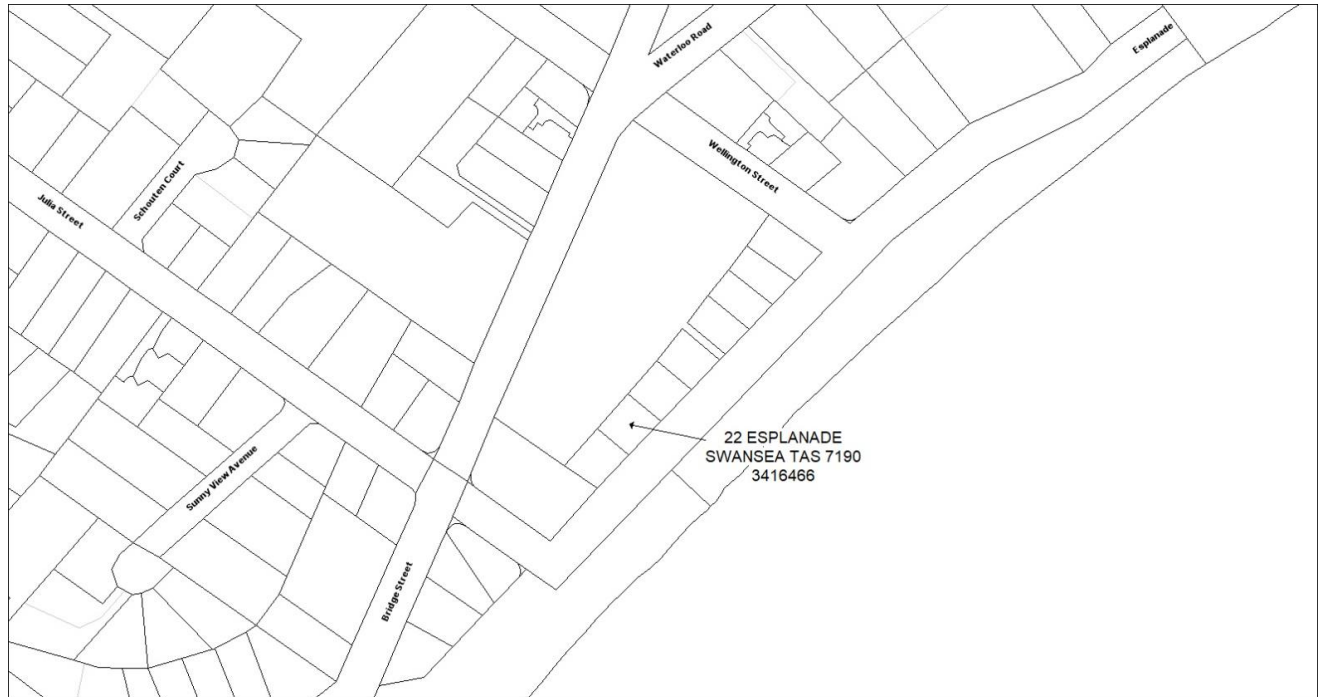 Waterloo Road
Esplanade
Wellington Street
Schouten Court
Julia Street
22 ESPLANADE
SWANSEA TAS 7190
3416466
Sunny View Avenue
Bridge Street